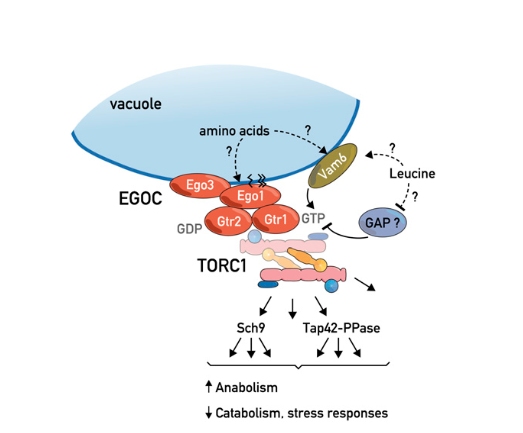 vacuole
amino acids
?
?
?
Vam6
Leucine
?
Ego3
Ego1
EGOC
Gtr2
Gtr1
GTP
GDP
GAP ?
TORC1
Sch9
Tap42-PPase
↑ Anabolism
↓ Catabolism, stress responses